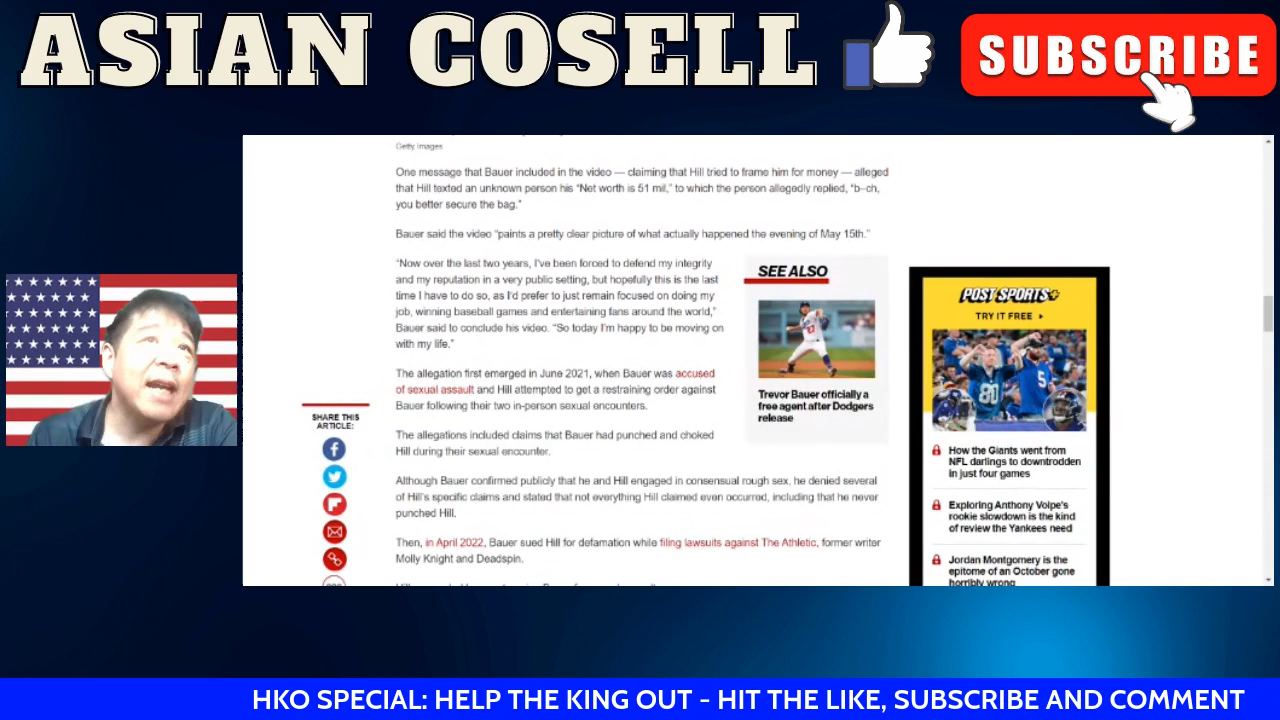 ASIAN COSELL
SUBSCRIBE
Getty Images
One message that Bauer included in the video — claiming that Hill tried to frame him for money — alleged
that Hill texted an unknown person his “Net worth is 51 mil,” to which the person allegedly replied, “b–ch,
you better secure the bag.”
Bauer said the video “paints a pretty clear picture of what actually happened the evening of May 15th.”
“Now over the last two years, I’ve been forced to defend my integrity
and my reputation in a very public setting, but hopefully this is the last
time I have to do so, as I’d prefer to just remain focused on doing my
job, winning baseball games and entertaining fans around the world,”
Bauer said to conclude his video. “So today I’m happy to be moving on
with my life.”
The allegation first emerged in June 2021, when Bauer was accused
of sexual assault and Hill attempted to get a restraining order against
Bauer following their two in-person sexual encounters.
The allegations included claims that Bauer had punched and choked
Hill during their sexual encounter.
Although Bauer confirmed publicly that he and Hill engaged in consensual rough sex, he denied several
of Hill’s specific claims and stated that not everything Hill claimed even occurred, including that he never
punched Hill.
Then, in April 2022, Bauer sued Hill for defamation while filing lawsuits against The Athletic, former writer
Molly Knight and Deadspin.
SHARE THIS
ARTICLE:
SEE ALSO
Trevor Bauer officially a
free agent after Dodgers
release
POST SPORTS+
TRY IT FREE
80
5
How the Giants went from
NFL darlings to downtrodden
in just four games
Exploring Anthony Volpe's
rookie slowdown is the kind
of review the Yankees need
Jordan Montgomery is the
epitome of an October gone
horribly wrong
HKO SPECIAL: HELP THE KING OUT - HIT THE LIKE, SUBSCRIBE AND COMMENT